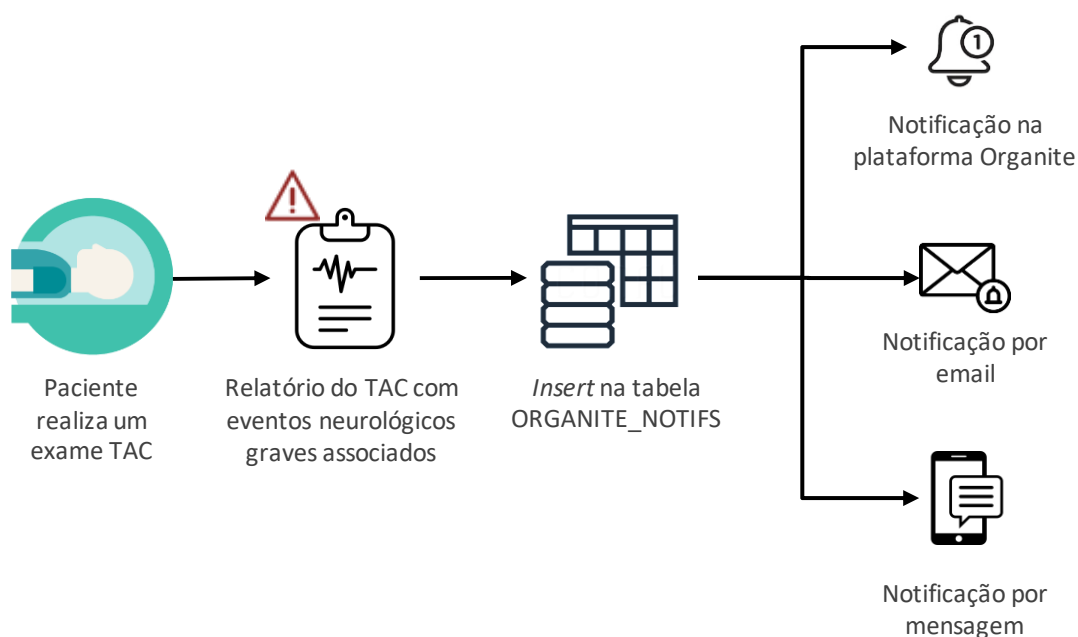 1
Notificação na
plataforma Organite
Paciente
realiza um
exame TAC
Relatório do TAC com
eventos neurológicos
graves associados
Insert na tabela
ORGANITE_NOTIFS
Notificação por
email
Notificação por
mensagem